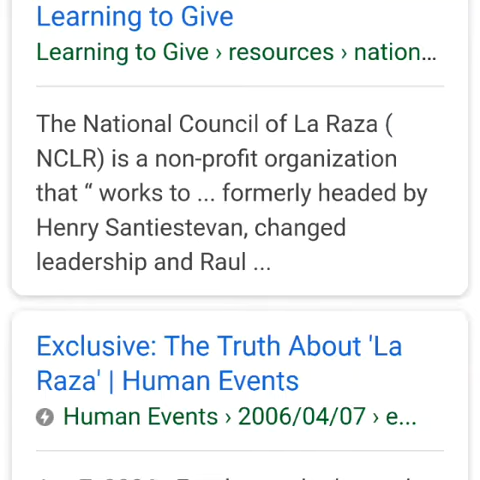 Learning to Give
Learning to Give › resources › nation...
The National Council of La Raza (
NCLR) is a non-profit organization
that “ works to ... formerly headed by
Henry Santiestevan, changed
leadership and Raul ...
Exclusive: The Truth About 'La
Raza' | Human Events
Human Events › 2006/04/07 › e...